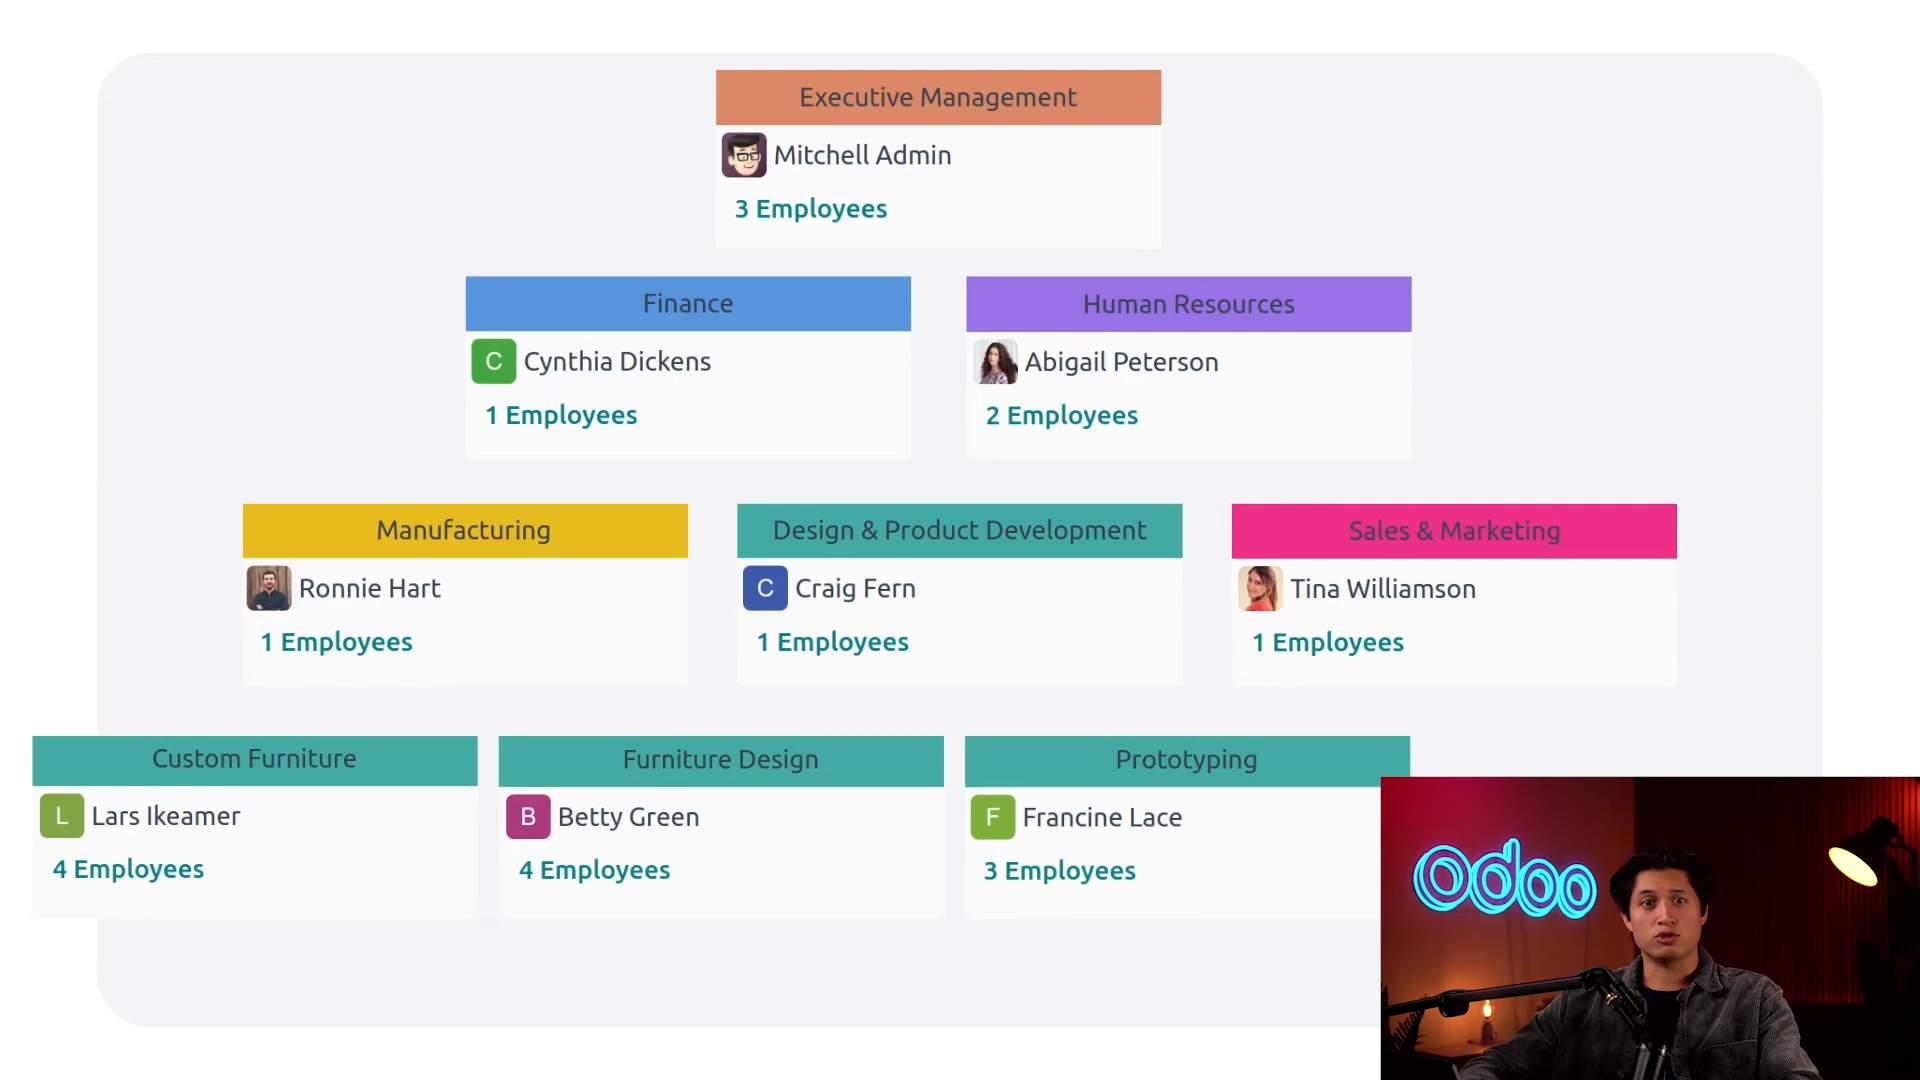 Executive Management
Mitchell Admin
3 Employees
Finance
Human Resources
C Cynthia Dickens
Abigail Peterson
1 Employees
2 Employees
Manufacturing
Design & Product Development
Sales & Marketing
Ronnie Hart
C Craig Fern
Tina Williamson
1 Employees
1 Employees
1 Employees
Custom Furniture
Furniture Design
Prototyping
L Lars Ikeamer
B Betty Green
F Francine Lace
4 Employees
4 Employees
3 Employees
odoo